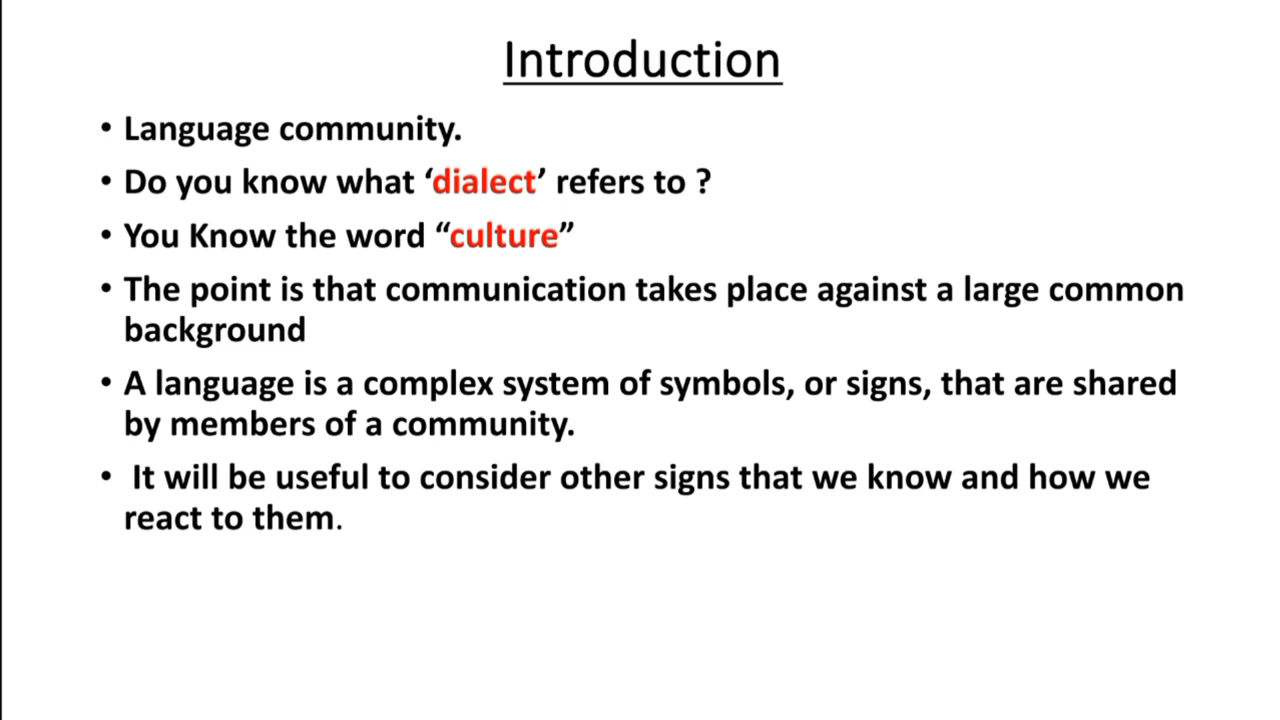 Introduction
• Language community.
• Do you know what ‘dialect’ refers to ?
• You Know the word “culture”
• The point is that communication takes place against a large common
background
• A language is a complex system of symbols, or signs, that are shared
by members of a community.
• It will be useful to consider other signs that we know and how we
react to them.